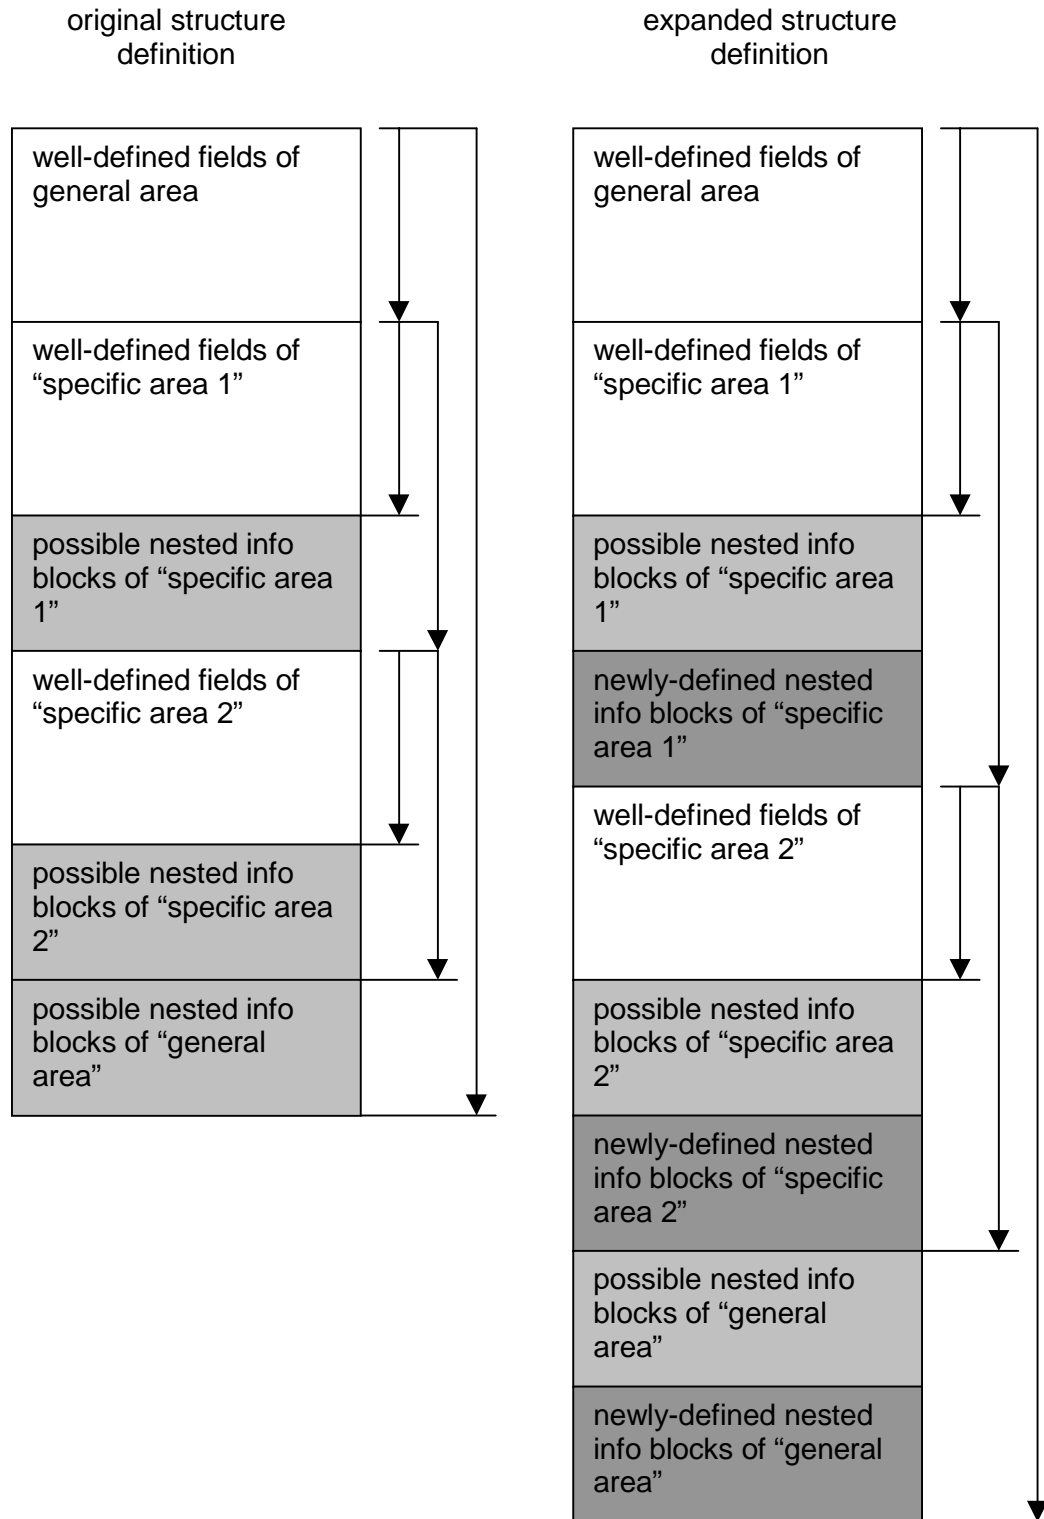 original structure
definition
expanded structure
definition
well-defined fields of
general area
well-defined fields of
“specific area 1”
possible nested info
blocks of “specific area
1”
well-defined fields of
“specific area 2”
possible nested info
blocks of “specific area
2”
possible nested info
blocks of “general
area”
well-defined fields of
general area
well-defined fields of
“specific area 1”
possible nested info
blocks of “specific area
1”
newly-defined nested
info blocks of “specific
area 1”
well-defined fields of
“specific area 2”
possible nested info
blocks of “specific area
2”
newly-defined nested
info blocks of “specific
area 2”
possible nested info
blocks of “general
area”
newly-defined nested
info blocks of “general
area”